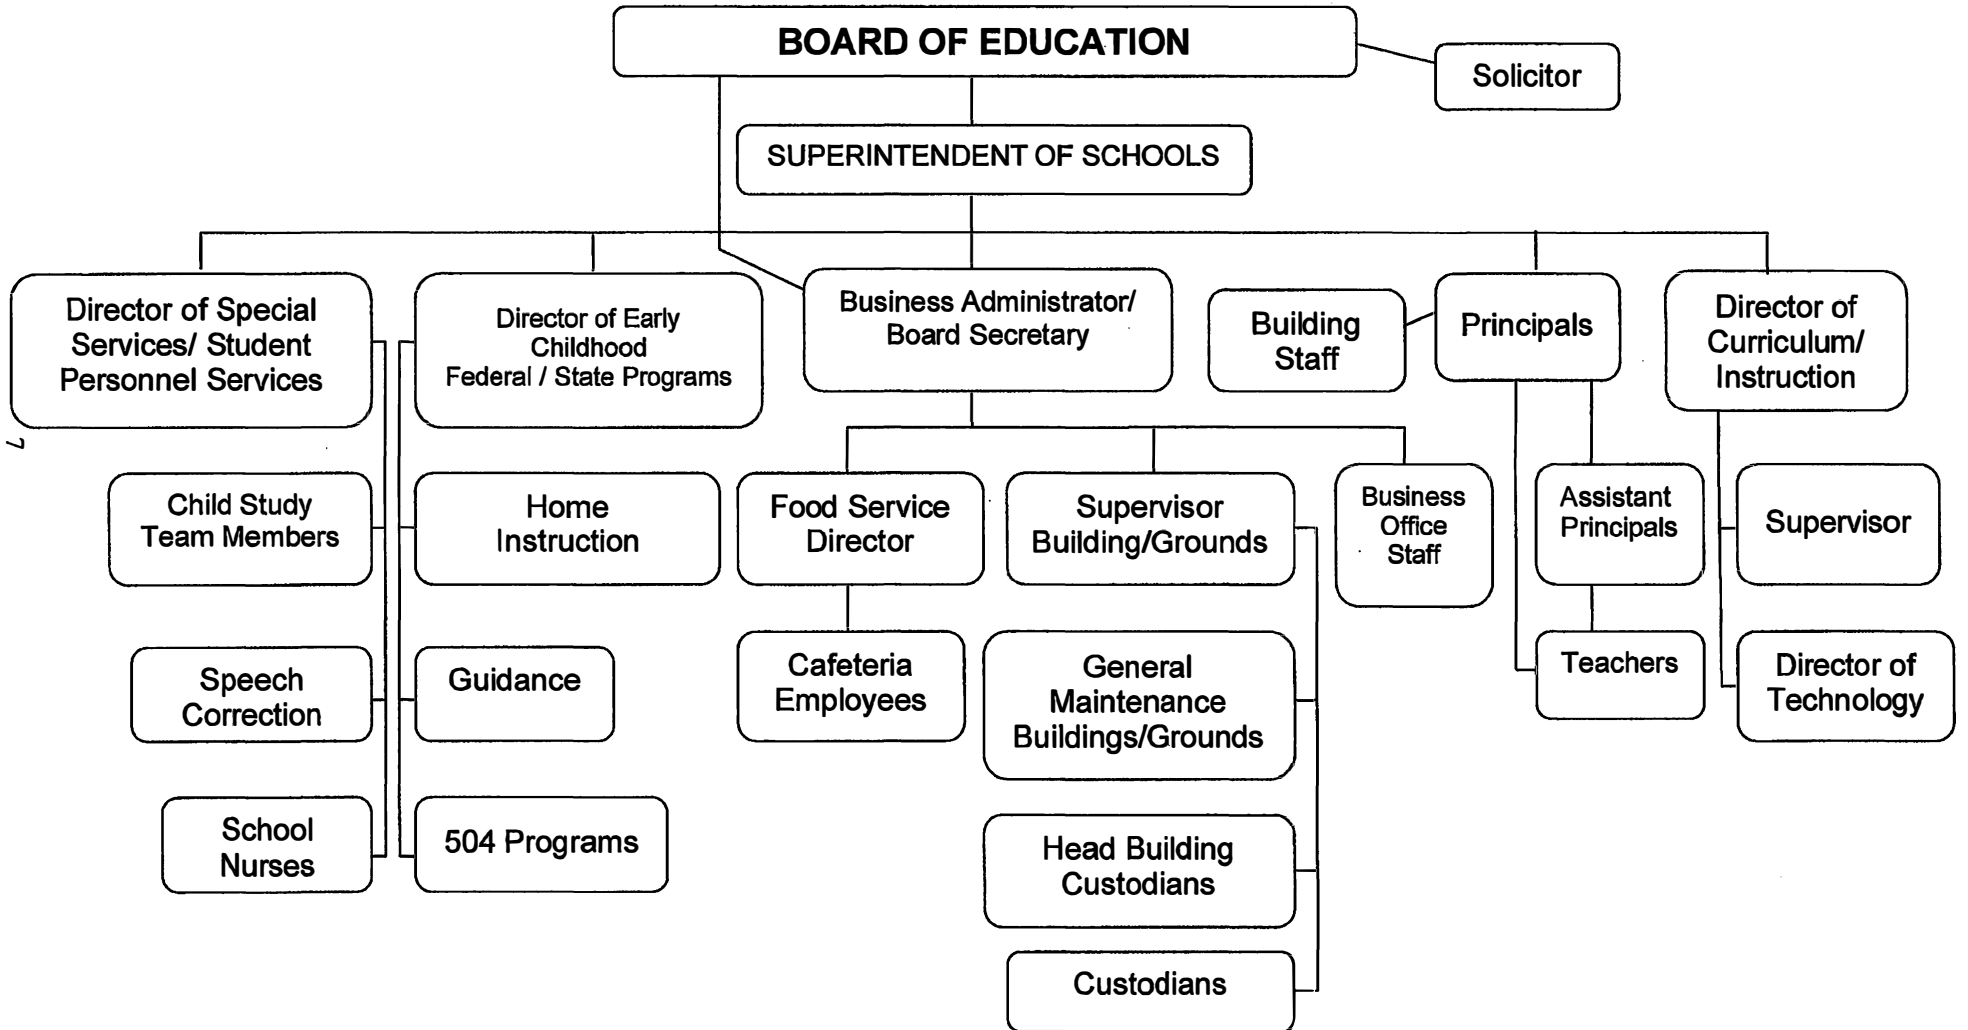 BOARD OF EDUCATION
Solicitor
SUPERINTENDENT OF SCHOOLS
Director of Special
Services/ Student
Personnel Services
Director of Early
Childhood
Federal / State Programs
Business Administrator/
Board Secretary
Building
Staff
Principals
Director of
Curriculum/
Instruction
7
Child Study
Team Members
Home
Instruction
Food Service
Director
Supervisor
Building/Grounds
Business
Office
Staff
Assistant
Principals
Supervisor
Speech
Correction
Guidance
Cafeteria
Employees
General
Maintenance
Buildings/Grounds
Teachers
Director of
Technology
School
Nurses
504 Programs
Head Building
Custodians
Custodians